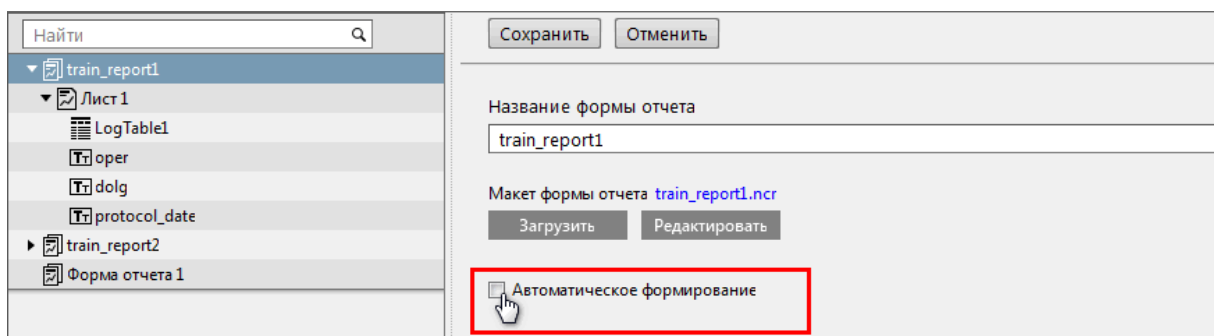 Найти
train_report1
Лист 1
LogTable1
oper
dolg
protocol_date
train_report2
Форма отчета 1
Сохранить Отменить
Название формы отчета
train_report1
Макет формы отчета train_report1.ncr
Загрузить Редактировать
Автоматическое формирование